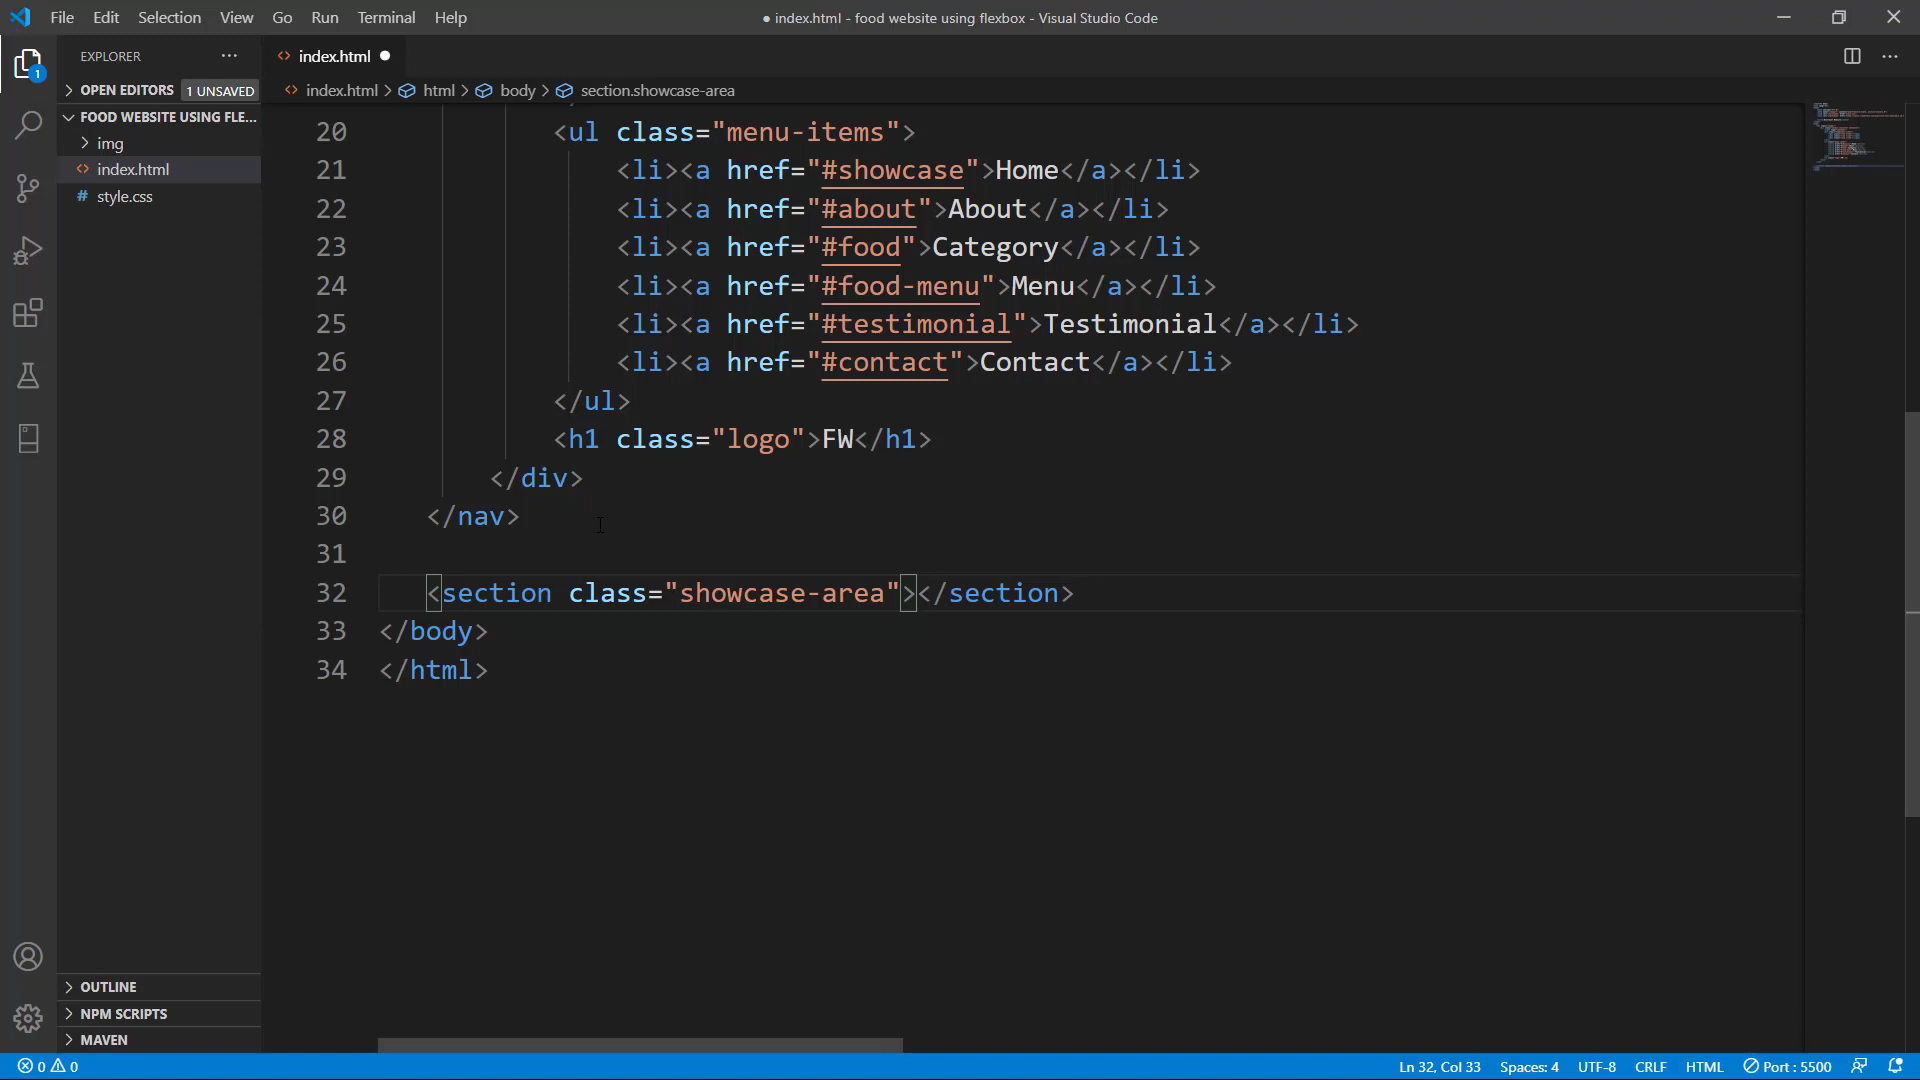 File Edit Selection View Go Run Terminal Help
● index.html - food website using flexbox - Visual Studio Code
EXPLORER
index.html
OPEN EDITORS 1 UNSAVED
index.html > html > body > section.showcase-area
FOOD WEBSITE USING FLE...
img
index.html
style.css
20 <ul class="menu-items">
21 <li><a href="#showcase">Home</a></li>
22 <li><a href="#about">About</a></li>
23 <li><a href="#food">Category</a></li>
24 <li><a href="#food-menu">Menu</a></li>
25 <li><a href="#testimonial">Testimonial</a></li>
26 <li><a href="#contact">Contact</a></li>
27 </ul>
28 <h1 class="logo">FW</h1>
29 </div>
30 </nav>
31
32 <section class="showcase-area"></section>
33 </body>
34 </html>
1
OUTLINE
NPM SCRIPTS
MAVEN
0 0
Ln 32, Col 33 Spaces: 4 UTF-8 CRLF HTML Port : 5500